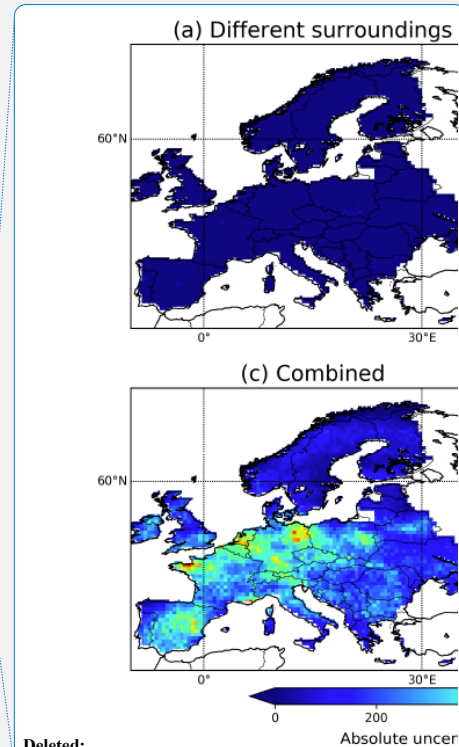 (a) Different surroundings
60°N
0°
30°E
(c) Combined
60°N
0°
30°E
0
200
Absolute uncer
Deleted: